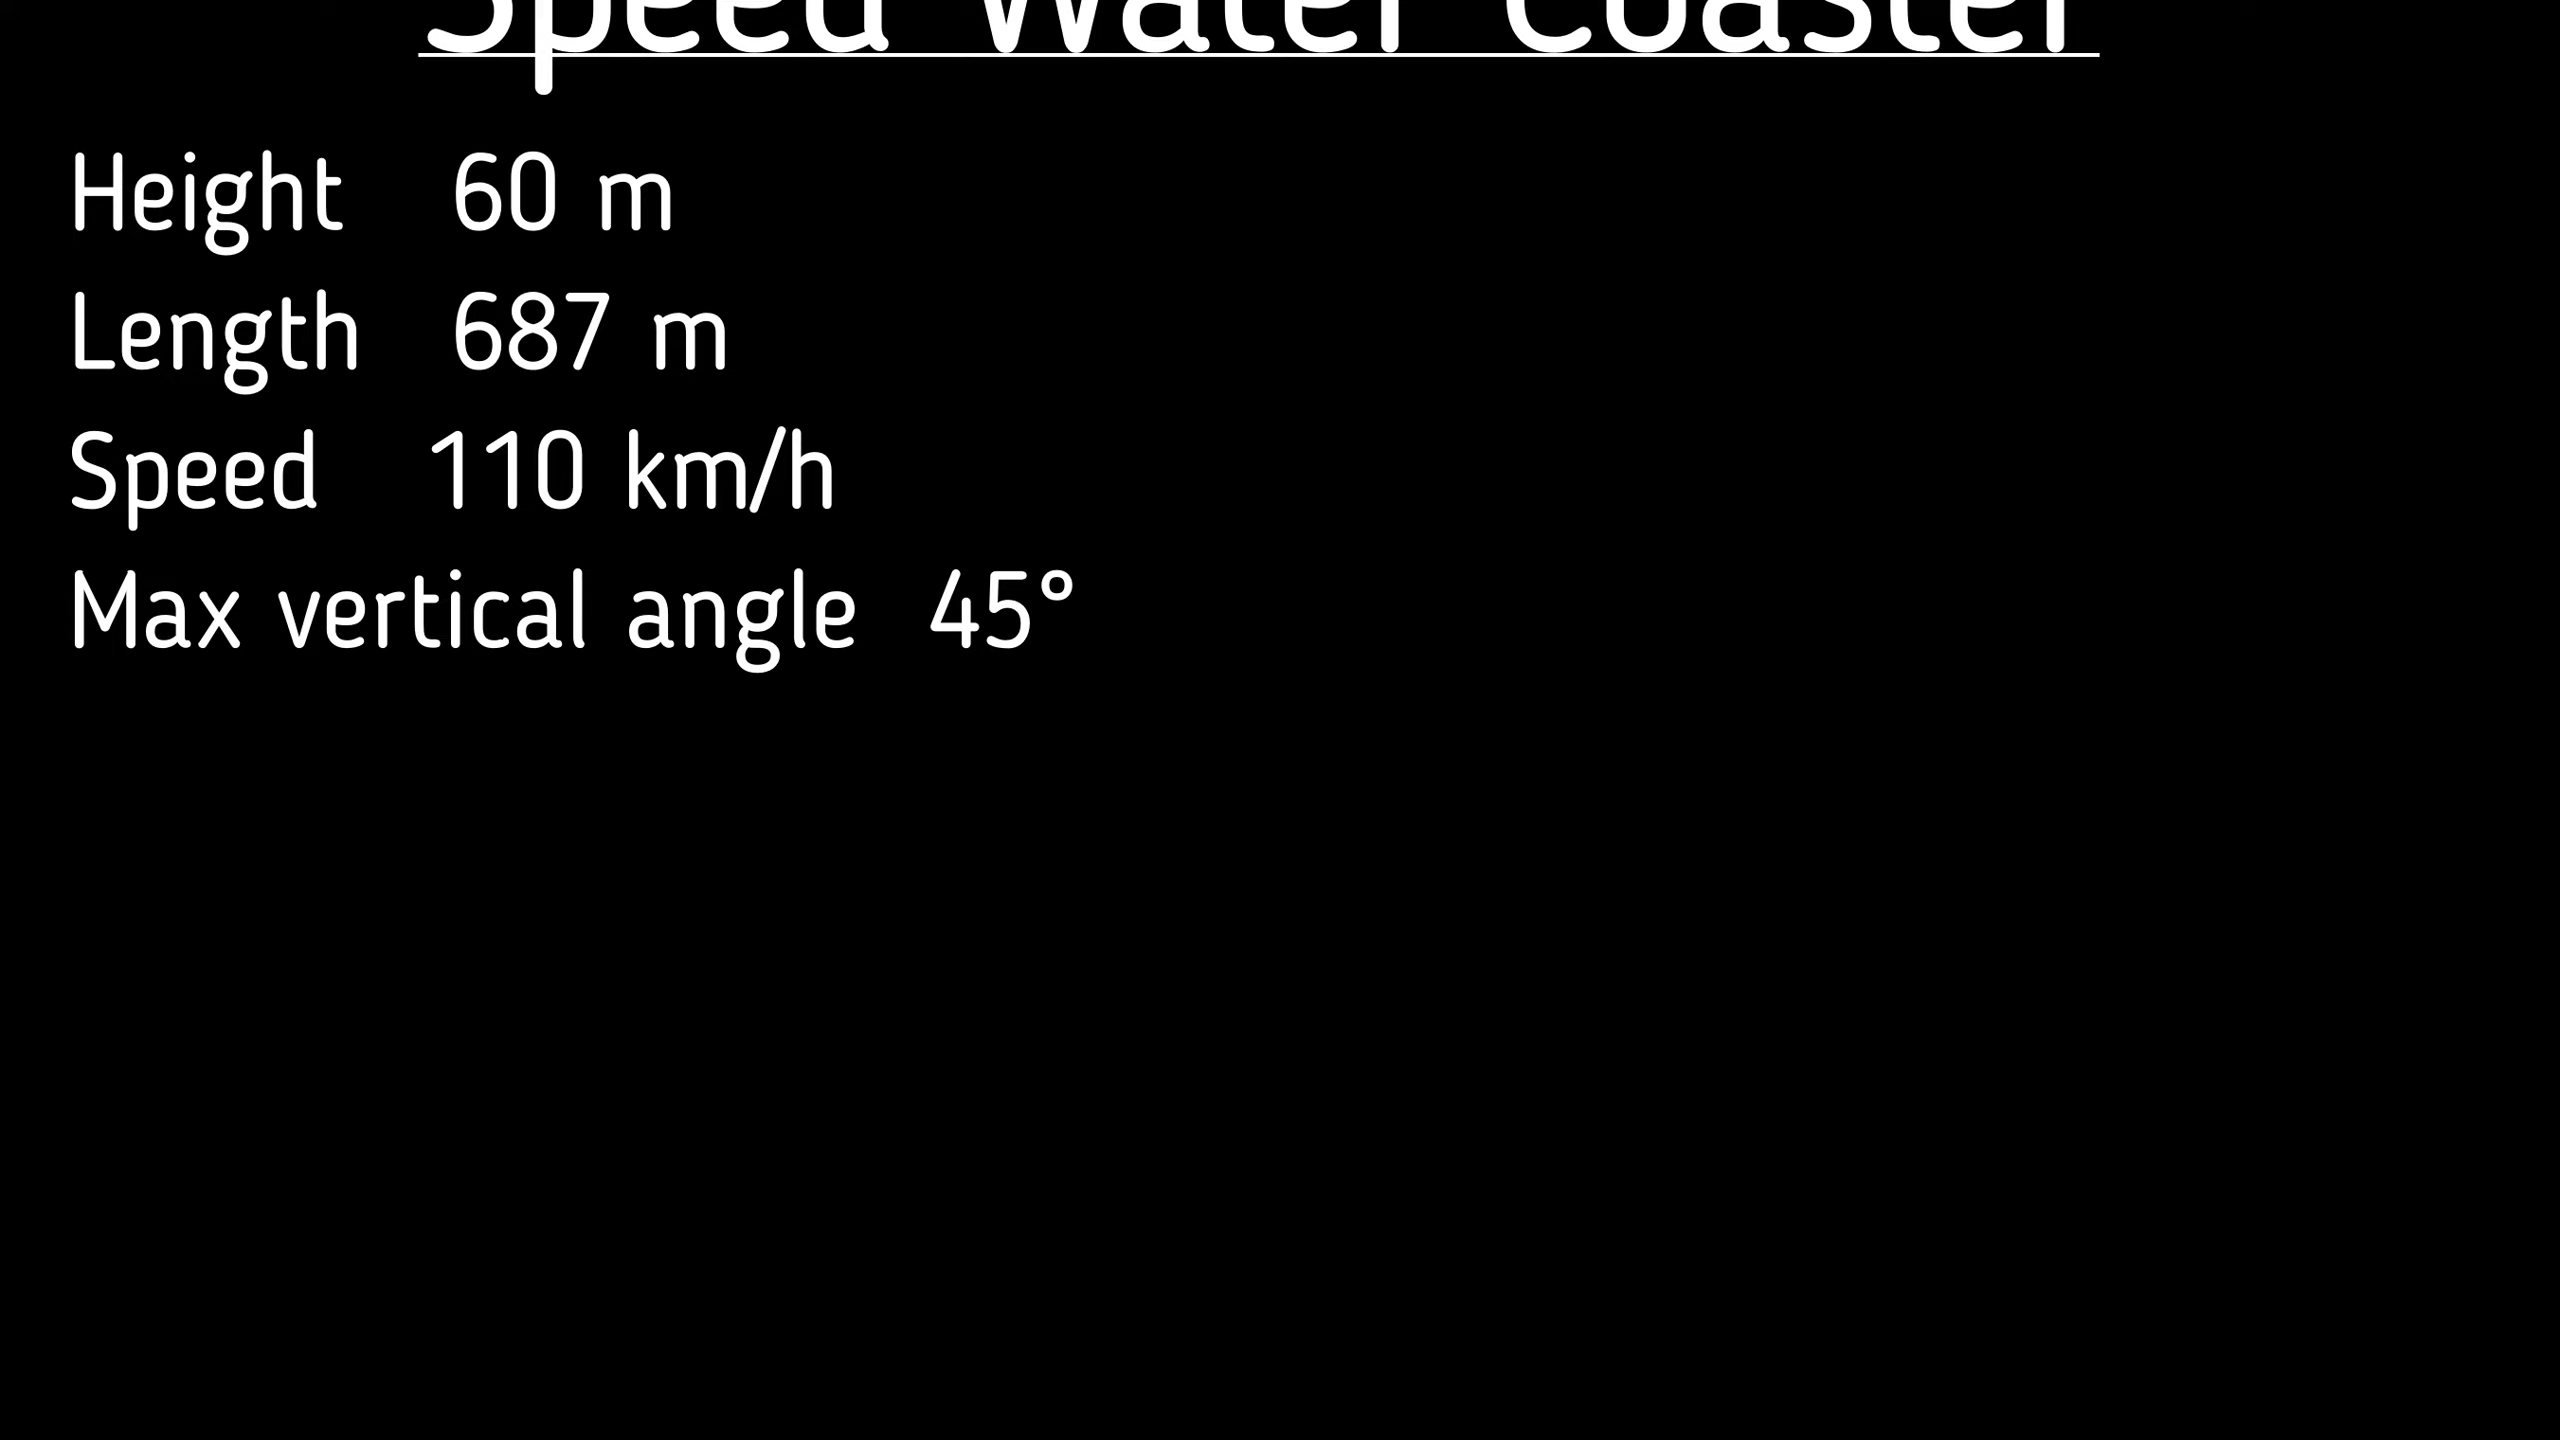 Speed Water Coaster
Height 60 m
Length 687 m
Speed 110 km/h
Max vertical angle 45°